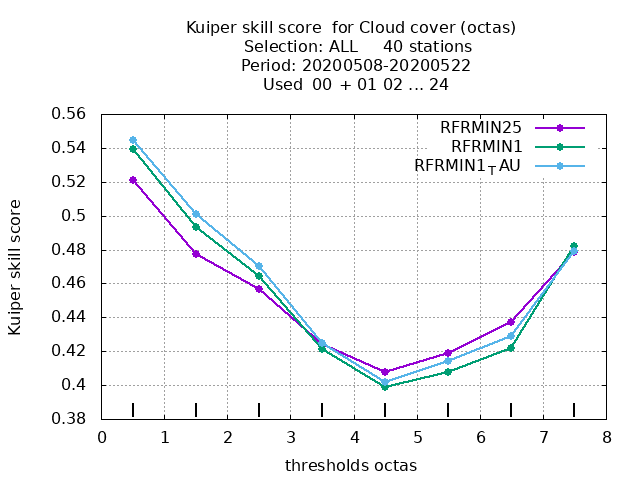 Kuiper skill score  for Cloud cover (octas)
Selection: ALL     40 stations
Period: 20200508-20200522
Used  00 + 01 02 ... 24
RFRMIN25
RFRMIN1
RFRMIN1TAU
0.56
0.54
0.52
0.5
0.48
0.46
0.44
0.42
0.4
0.38
Kuiper skill score
0 1 2 3 4 5 6 7 8
thresholds octas